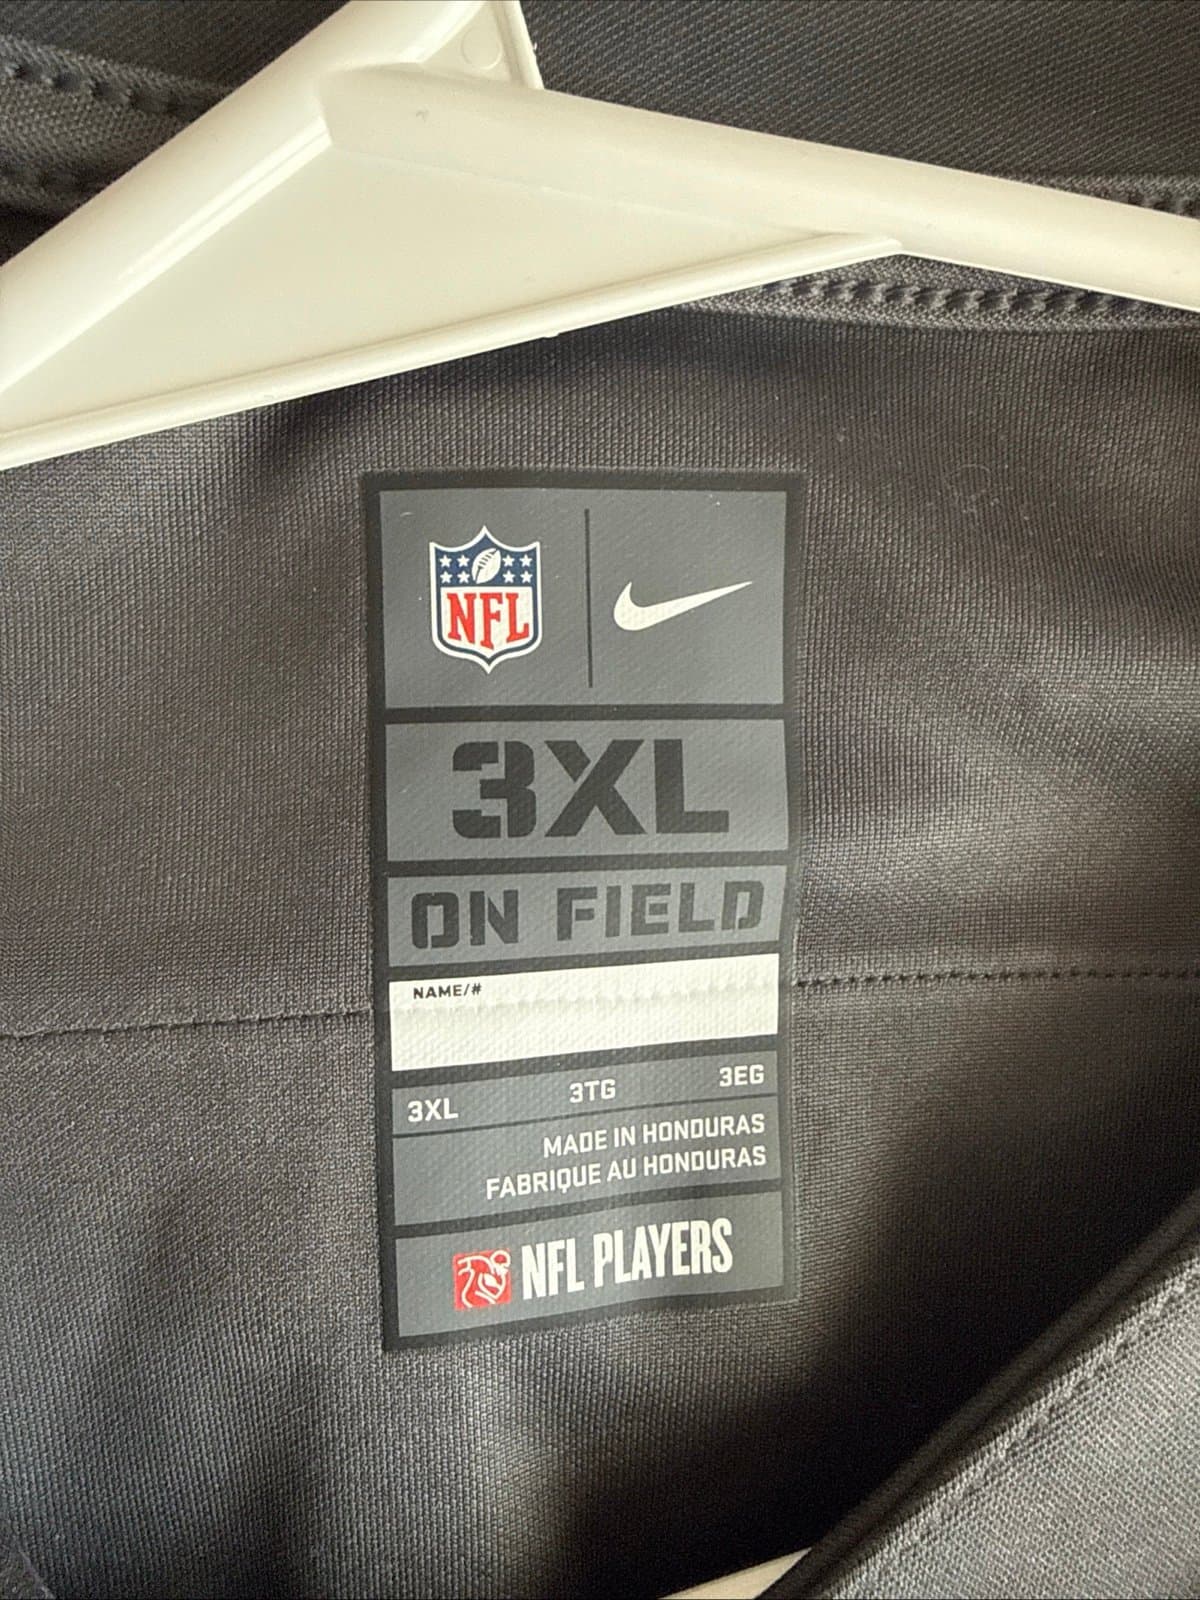 NFL
3XL
ON FIELD
NAME/#
3XL 3TG 3EG
MADE IN HONDURAS
FABRIQUE AU HONDURAS
NFL PLAYERS